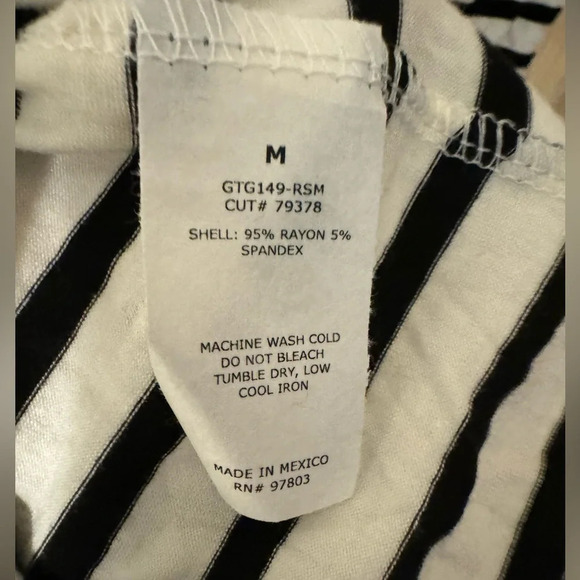 M
GTG149-RSM
CUT# 79378
SHELL: 95% RAYON 5%
SPANDEX
MACHINE WASH COLD
DO NOT BLEACH
TUMBLE DRY, LOW
COOL IRON
MADE IN MEXICO
RN# 97803